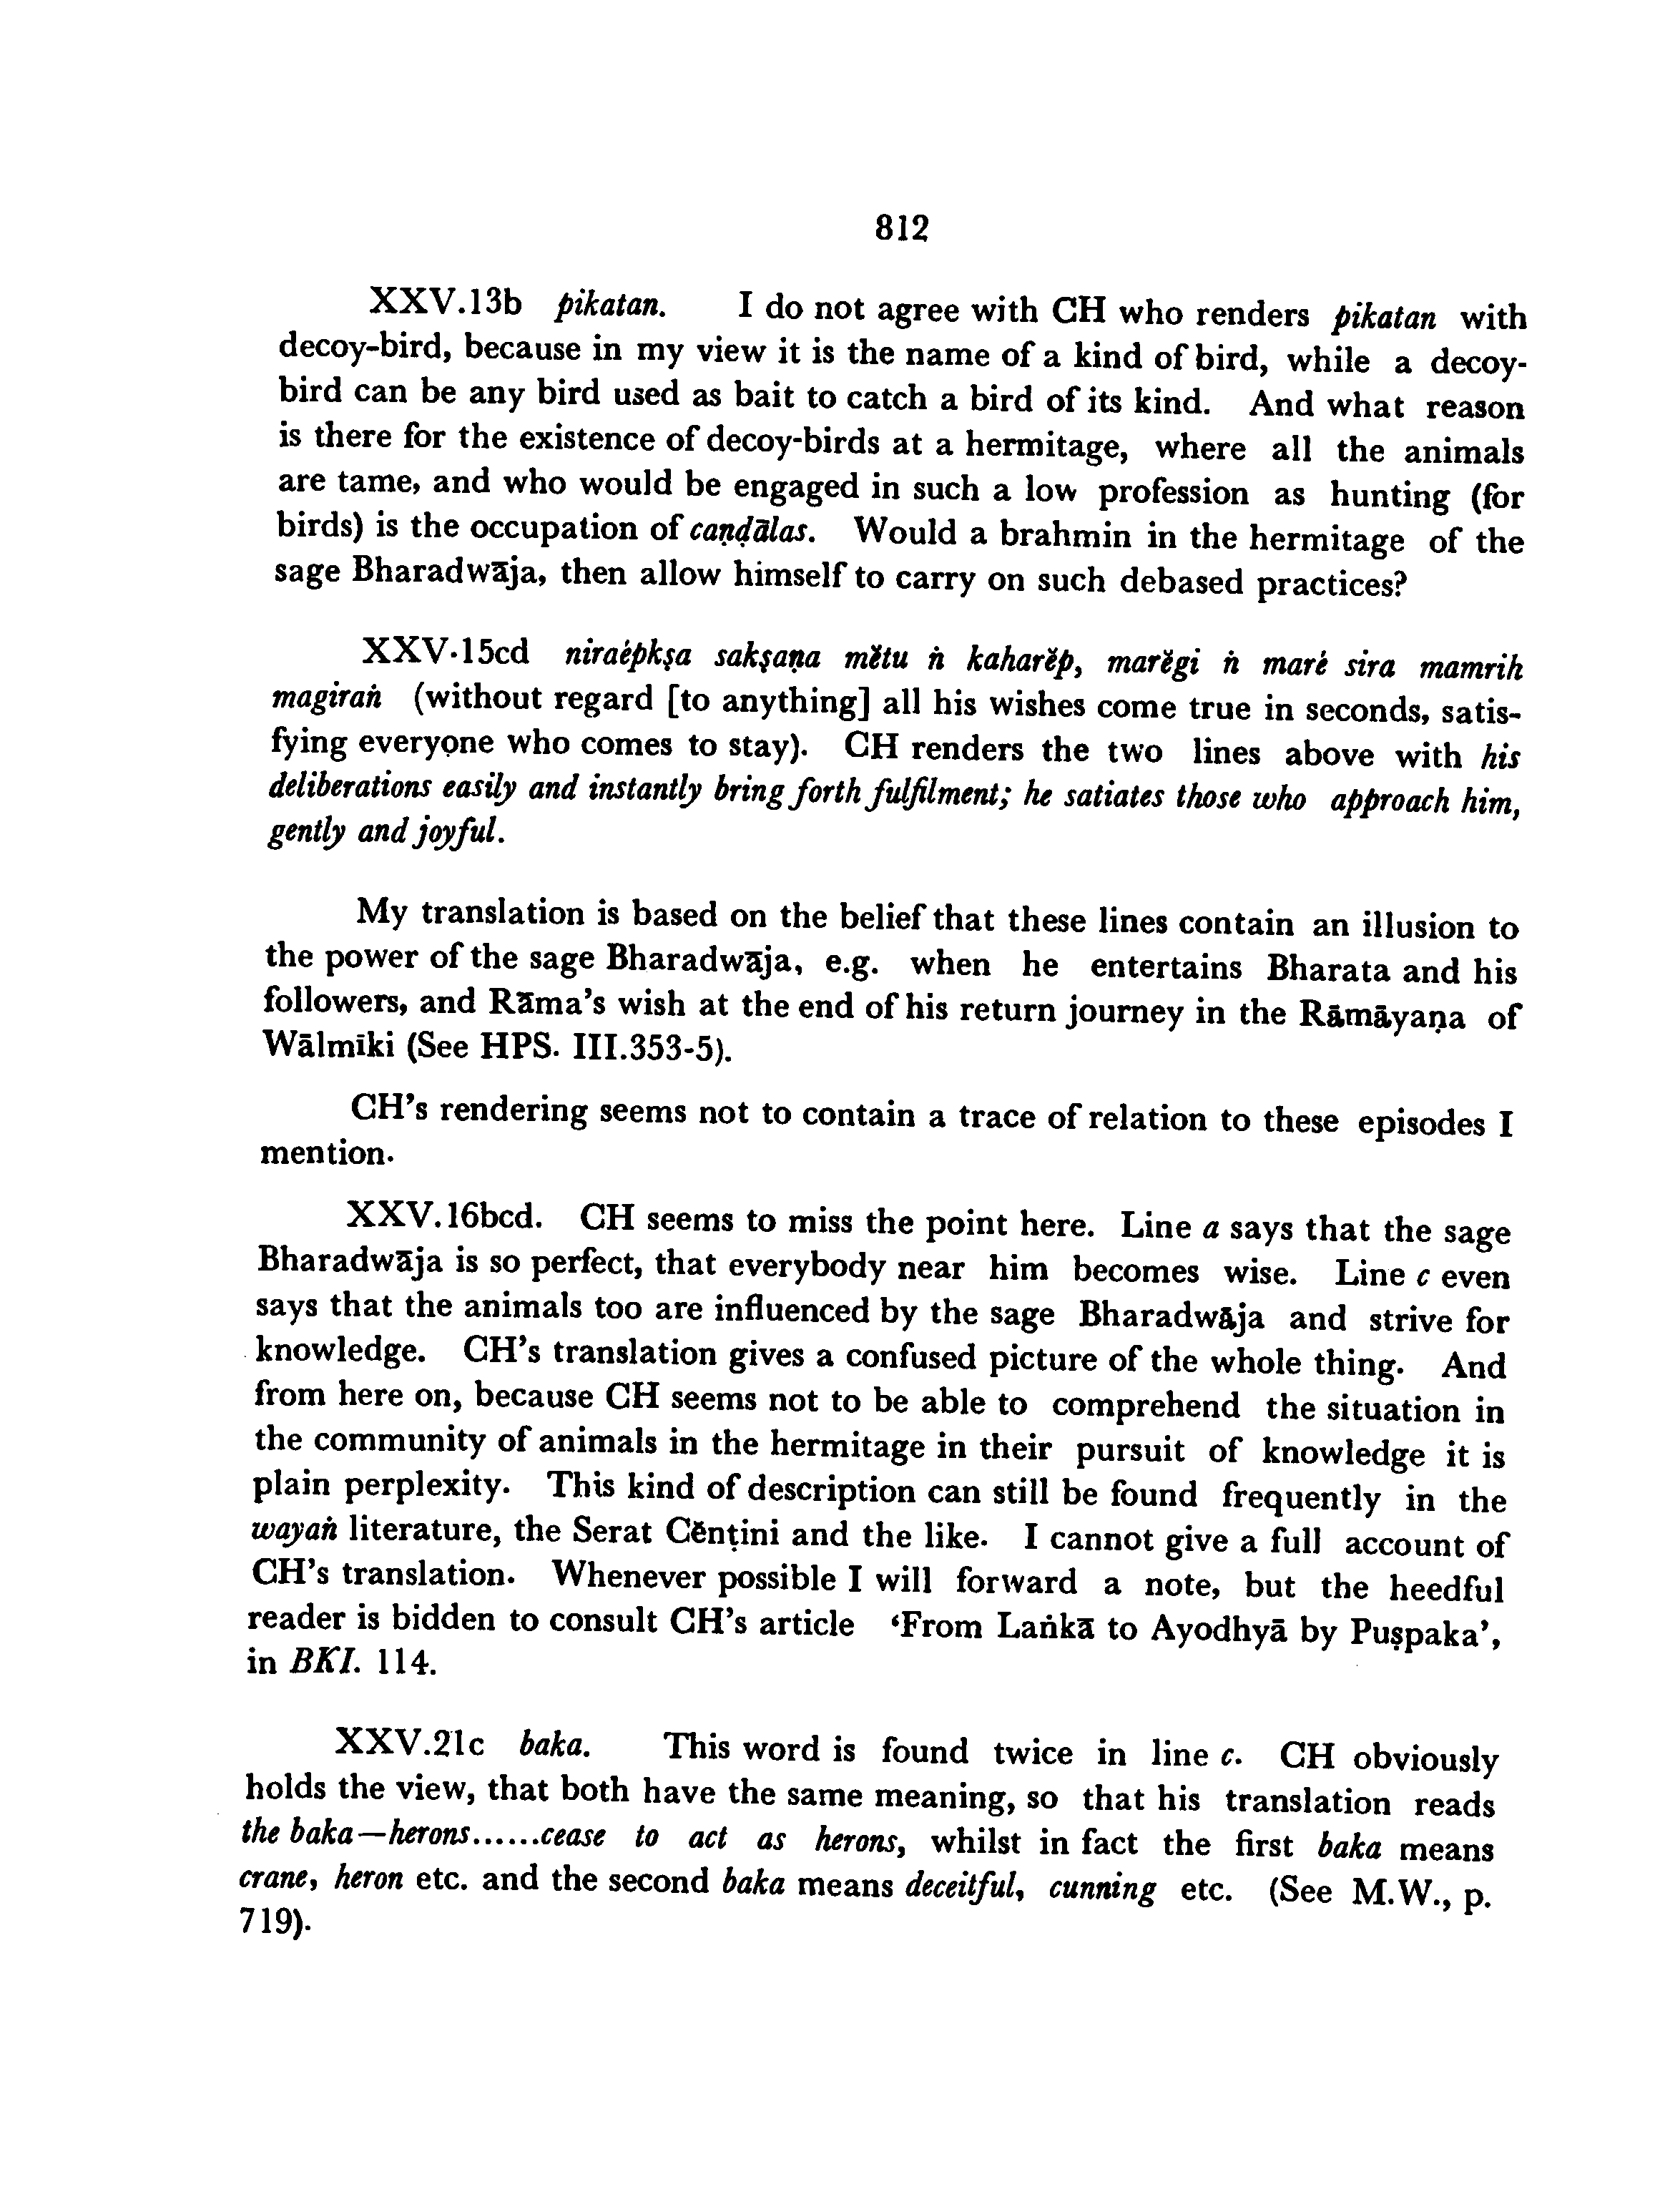 812
XXV.13b pikatan. I do not agree with CH who renders pikatan with
decoy-bird, because in my view it is the name of a kind of bird, while a decoy-
bird can be any bird used as bait to catch a bird of its kind. And what reason
is there for the existence of decoy-birds at a hermitage, where all the animals
are tame, and who would be engaged in such a low profession as hunting (for
birds) is the occupation of caṇḍālas. Would a brahmin in the hermitage of the
sage Bharadwāja, then allow himself to carry on such debased practices?
XXV.15cd niraépkṣa sakṣaṇa mĕtu ṅ kaharĕp, marĕgi ṅ maré sira mamrih
magiraṅ (without regard [to anything] all his wishes come true in seconds, satis-
fying everyone who comes to stay). CH renders the two lines above with his
deliberations easily and instantly bring forth fulfilment; he satiates those who approach him,
gently and joyful.
My translation is based on the belief that these lines contain an illusion to
the power of the sage Bharadwāja, e.g. when he entertains Bharata and his
followers, and Rāma's wish at the end of his return journey in the Rāmāyaṇa of
Wālmīki (See HPS. III.353-5).
CH's rendering seems not to contain a trace of relation to these episodes I
mention.
XXV.16bcd. CH seems to miss the point here. Line a says that the sage
Bharadwāja is so perfect, that everybody near him becomes wise. Line c even
says that the animals too are influenced by the sage Bharadwāja and strive for
knowledge. CH's translation gives a confused picture of the whole thing. And
from here on, because CH seems not to be able to comprehend the situation in
the community of animals in the hermitage in their pursuit of knowledge it is
plain perplexity. This kind of description can still be found frequently in the
wayaṅ literature, the Serat Cĕnṭini and the like. I cannot give a full account of
CH's translation. Whenever possible I will forward a note, but the heedful
reader is bidden to consult CH's article ‘From Laṅkā to Ayodhyā by Puṣpaka’,
in BKI. 114.
XXV.21c baka. This word is found twice in line c. CH obviously
holds the view, that both have the same meaning, so that his translation reads
the baka—herons......cease to act as herons, whilst in fact the first baka means
crane, heron etc. and the second baka means deceitful, cunning etc. (See M.W., p.
719).